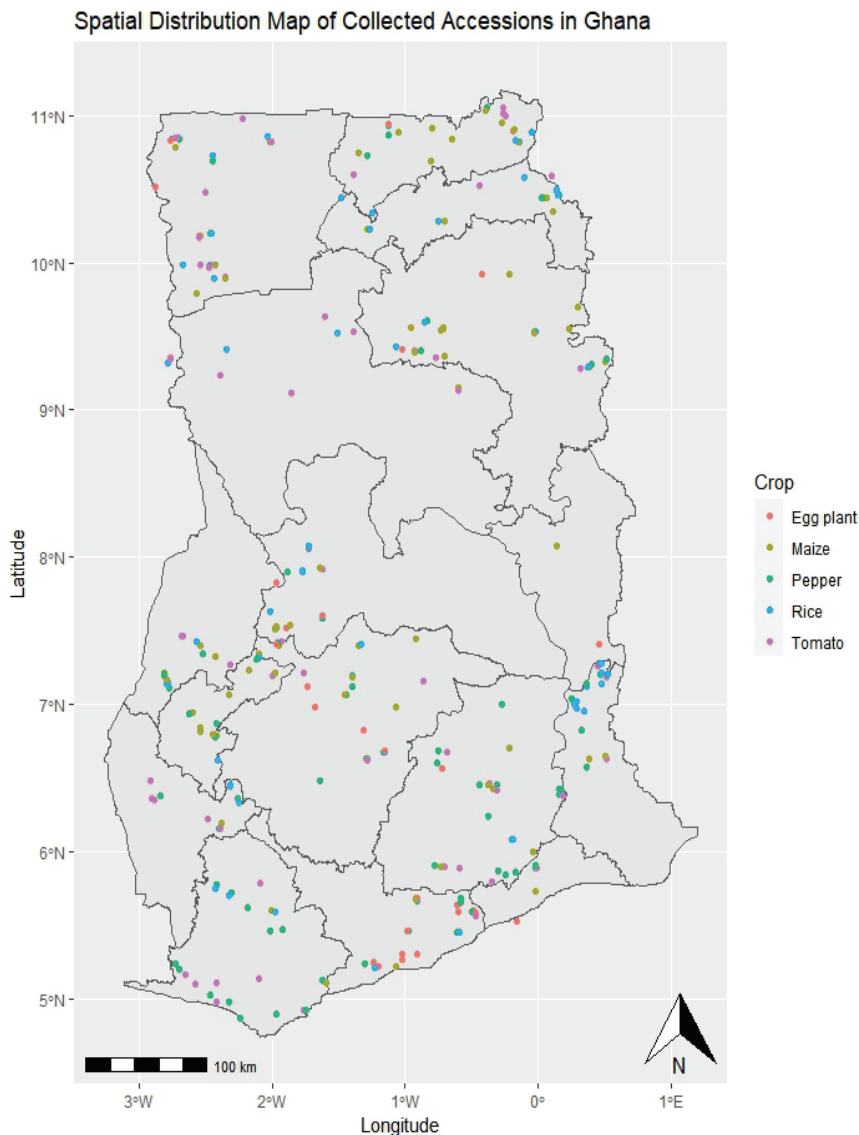 Spatial Distribution Map of Collected Accessions in Ghana
11°N
10°N
9°N
8°N
7°N
6°N
5°N
Latitude
Crop
Egg plant
Maize
Pepper
Rice
Tomato
100 km
N
3°W
2°W
1°W
0°
1°E
Longitude